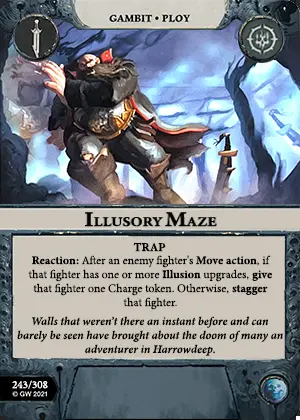 GAMBIT • PLOY
ILLUSORY MAZE
TRAP
Reaction: After an enemy fighter's Move action, if
that fighter has one or more Illusion upgrades, give
that fighter one Charge token. Otherwise, stagger
that fighter.
Walls that weren't there an instant before and can
barely be seen have brought about the doom of many an
adventurer in Harrowdeep.
243/308
© GW 2021